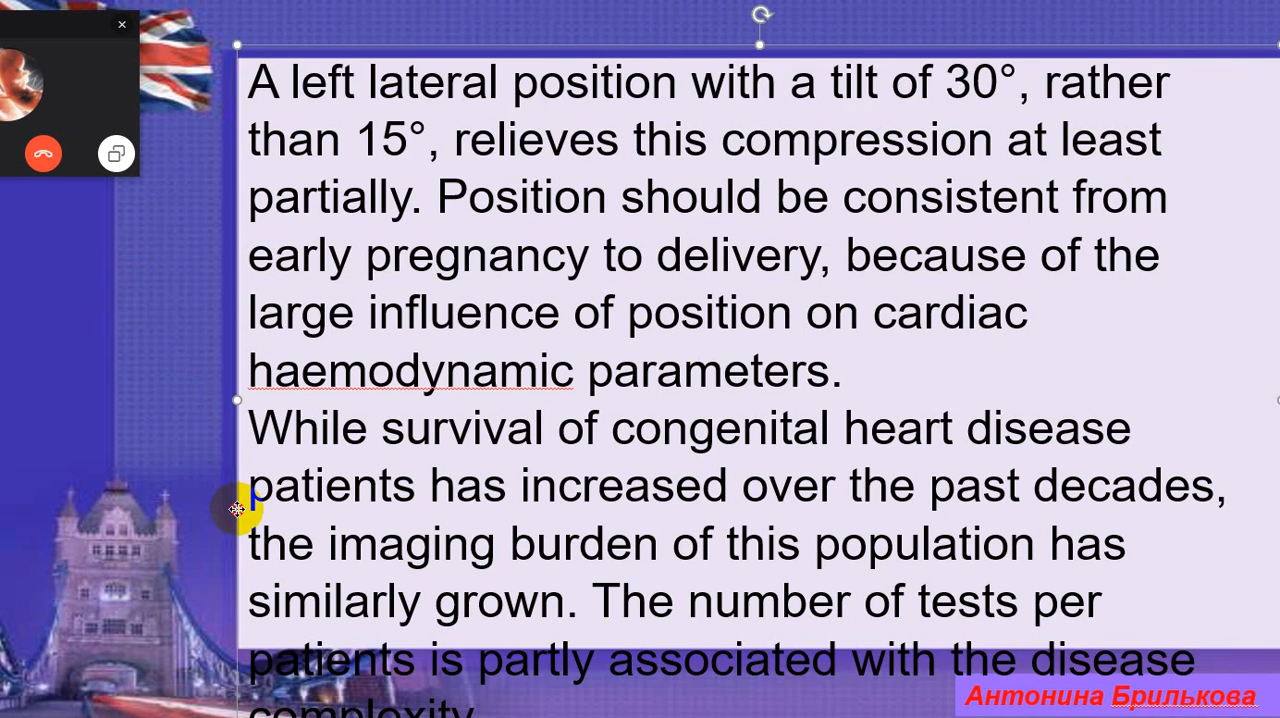 A left lateral position with a tilt of 30°, rather
than 15°, relieves this compression at least
partially. Position should be consistent from
early pregnancy to delivery, because of the
large influence of position on cardiac
haemodynamic parameters.
While survival of congenital heart disease
patients has increased over the past decades,
the imaging burden of this population has
similarly grown. The number of tests per
patients is partly associated with the disease
complexity
Антонина Брилькова